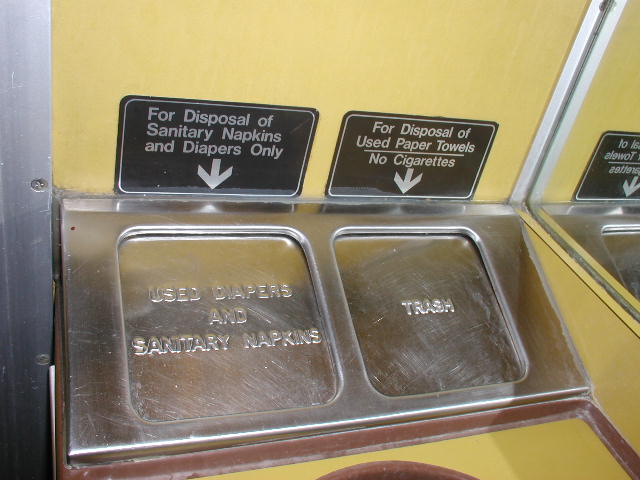 For Disposal of
Sanitary Napkins
and Diapers Only
For Disposal of
Used Paper Towels
No Cigarettes
USED DIAPERS
AND
SANITARY NAPKINS
TRASH